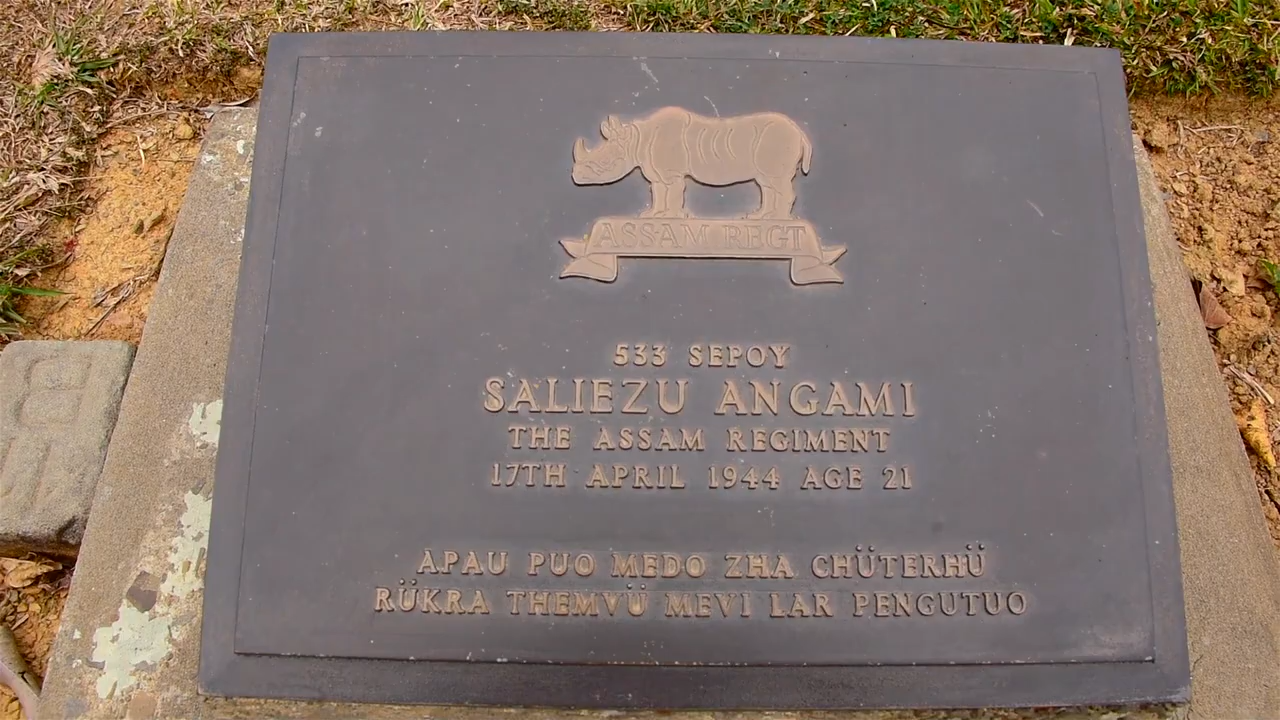 ASSAM REGT
533 SEPOY
SALIEZU ANGAMI
THE ASSAM REGIMENT
17TH APRIL 1944 AGE 21
APAU PUO MEDO ZHA CHÜTERHÜ
RÜKRA THEMVÜ MEVI LAR PENGUTUO